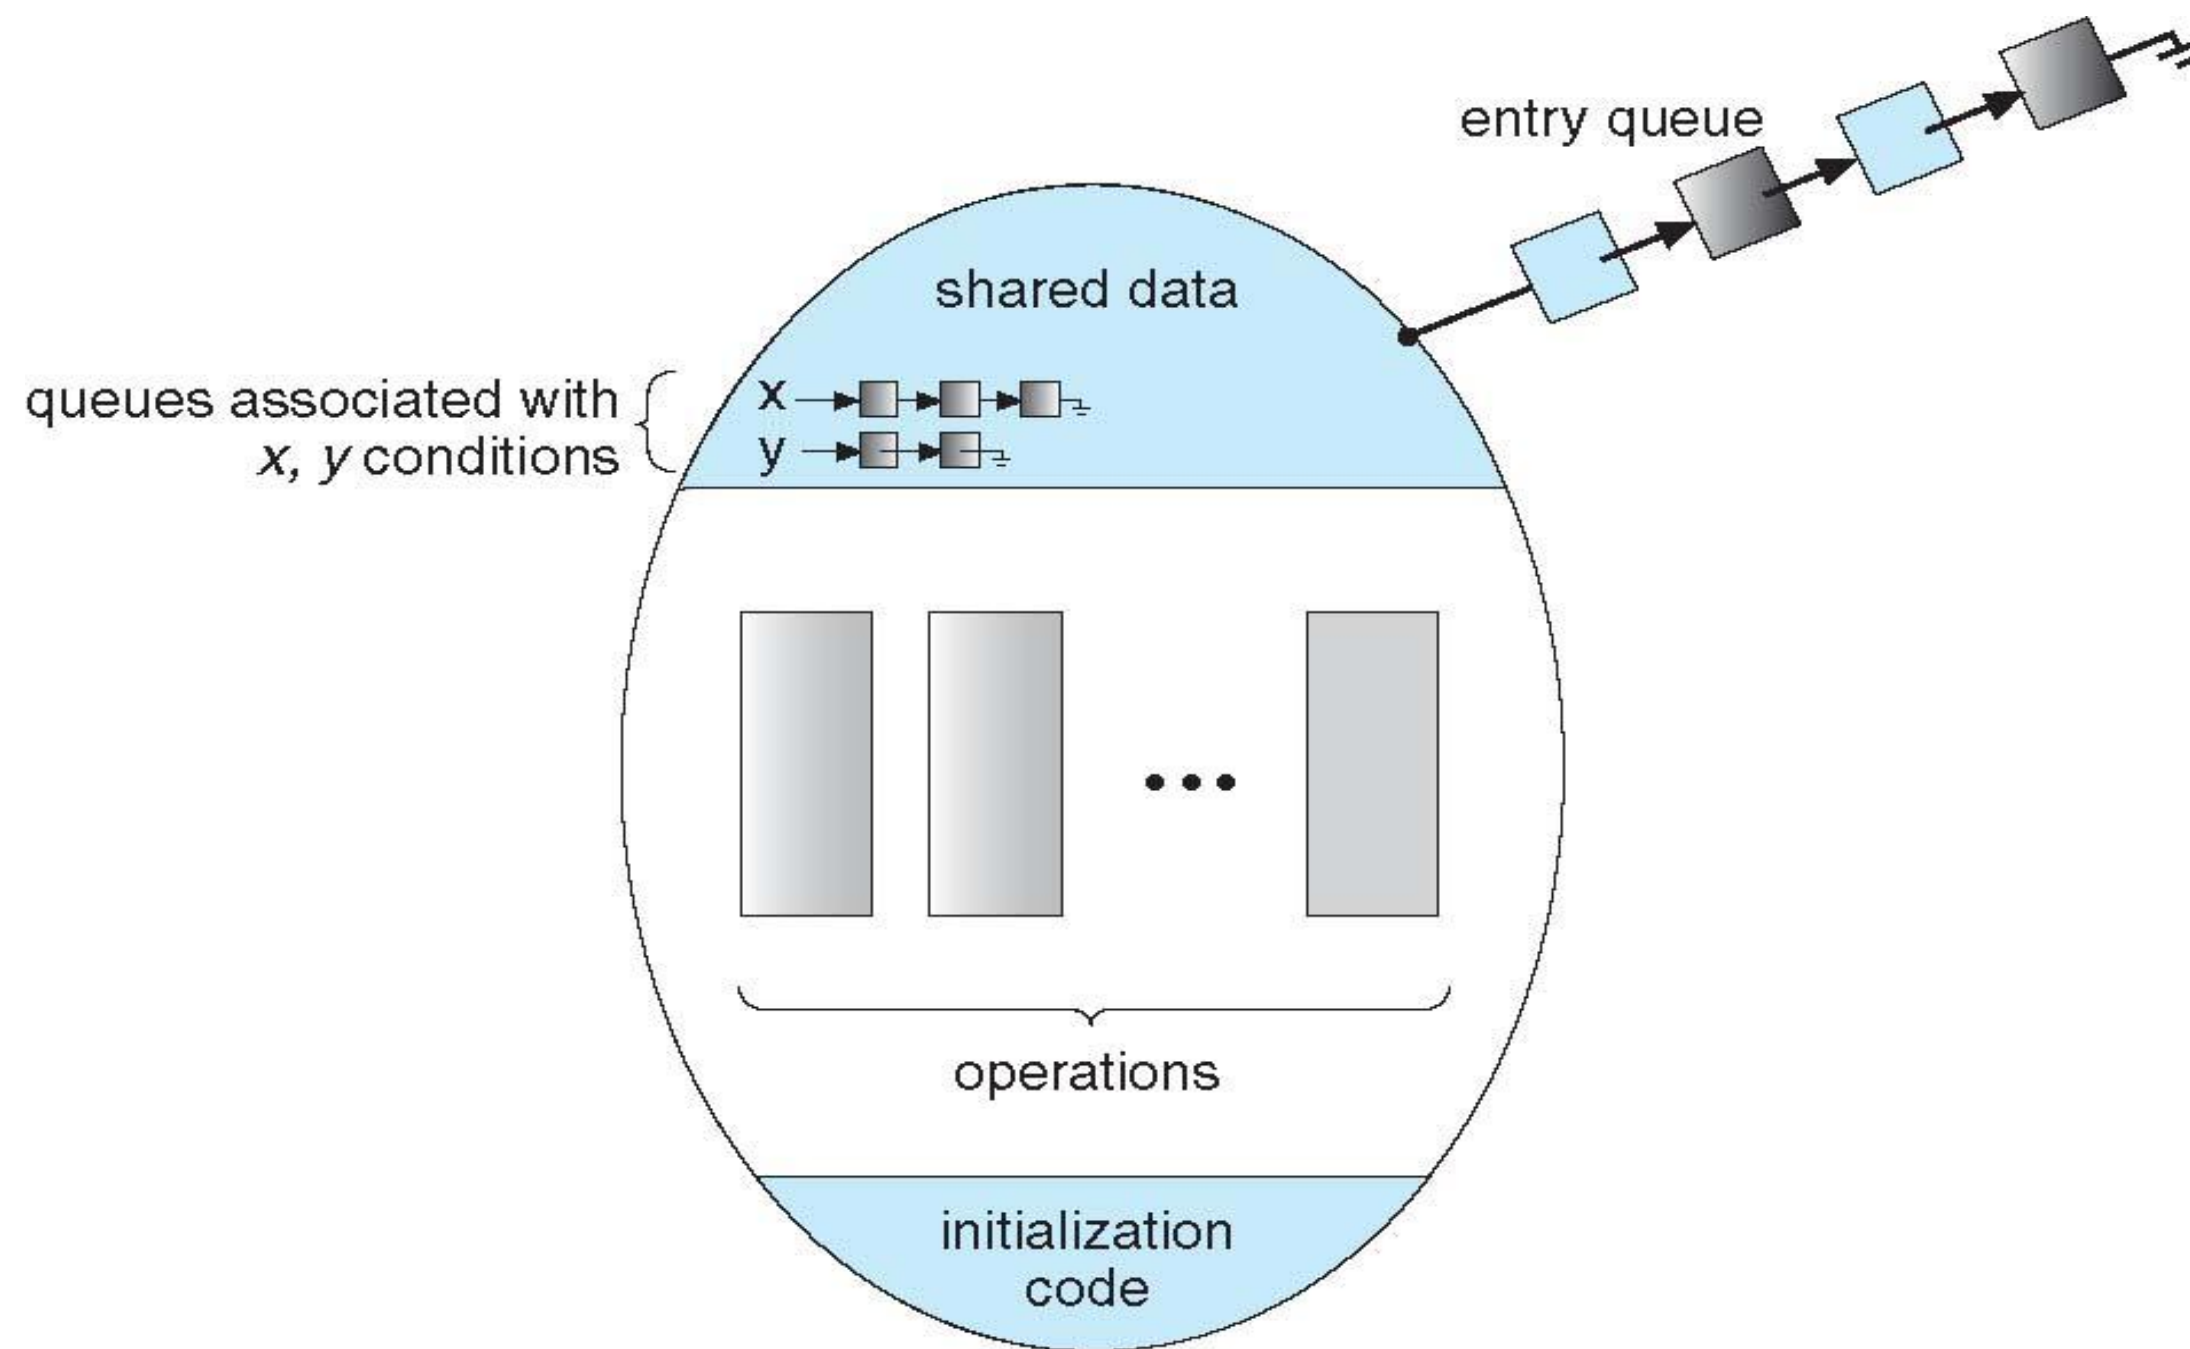 entry queue
shared data
queues associated with
x, y conditions
x
y
operations
initialization
code